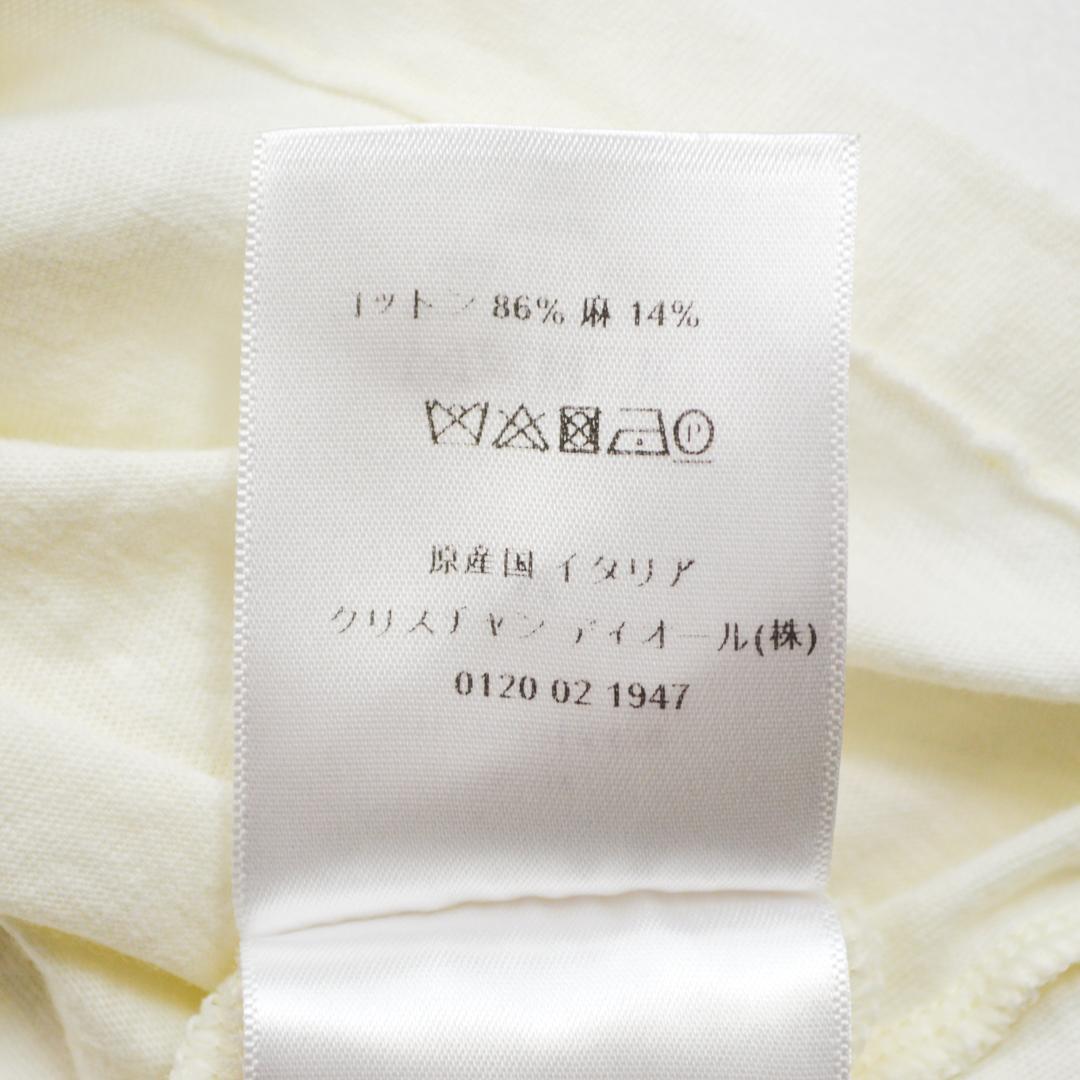 コットン 86% 麻 14%
原産国 イタリア
クリスチャン ディオール(株)
0120 02 1947